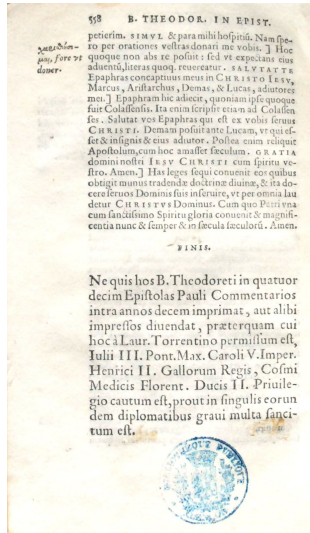 558 B. THEODOR. IN EPIST.
petierim. SIMVL & para mihi hospitiũ. Nam spe-
ro per orationes vestras donari me vobis. ] Hoc
quoque non abs re posuit: sed vt expectans eius
aduentũ, literas quoq. reuereatur. SALVTAT TE
Epaphras concaptiuus meus in CHRISTO IESV,
Marcus, Aristarchus, Demas, & Lucas, adiutores
mei. ] Epaphram hic adiecit, quoniam ipse quoque
fuit Colassensis. Ita enim scripsit etiam ad Colassen-
ses. Salutat vos Epaphras qui est ex vobis seruus
CHRISTI. Demam posuit ante Lucam, vt qui es-
set & insignis & eius adiutor. Postea enim reliquit
Apostolum, cum hoc amasset sæculum. GRATIA
domini nostri IESV CHRISTI cum spiritu ve-
stro. Amen. ] Has leges sequi conuenit eos quibus
obtigit munus tradendæ doctrinæ diuinæ, & ita do-
cere seruos Dominis suis inseruire, vt per omnia lau
detur CHRISTVS Dominus. Cum quo Patri vna
cum sanctissimo Spiritu gloria conuenit & magnifi-
centia nunc & semper & in sæcula sæculorũ. Amen.
fore vt
doner.
FINIS.
Ne quis hos B. Theodoreti in quatuor
decim Epistolas Pauli Commentarios
intra annos decem imprimat, aut alibi
impressos diuendat, præterquam cui
hoc à Laur. Torrentino permissum est,
Iulii III. Pont. Max. Caroli V. Imper.
Henrici II. Gallorum Regis, Cosmi
Medicis Florent. Ducis II. Priuile-
gio cautum est, prout in singulis eorun
dem diplomatibus graui multa sanci-
tum est.